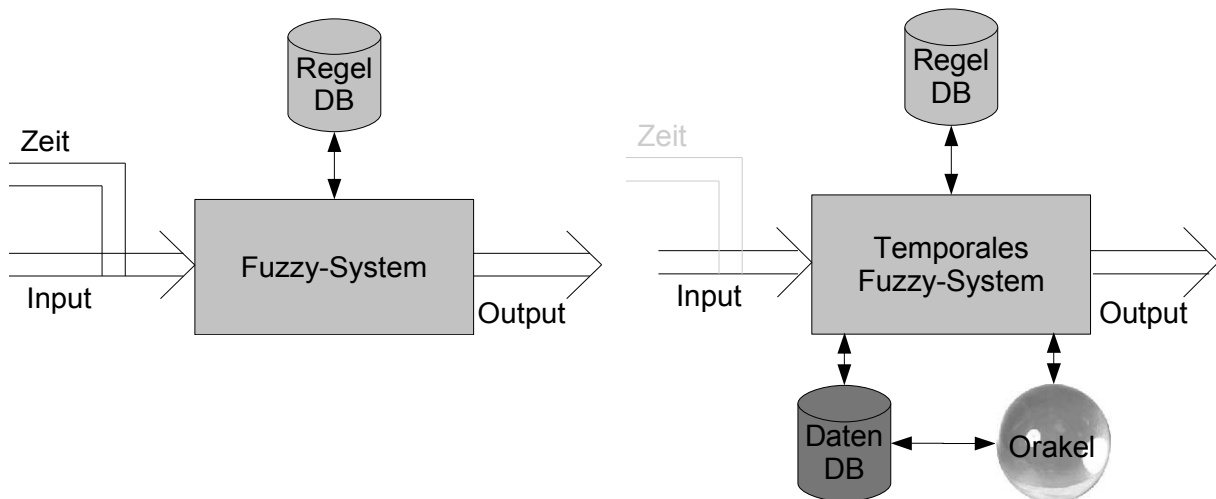 Regel
DB
Zeit
Fuzzy-System
Input
Output
Regel
DB
Zeit
Temporales
Fuzzy-System
Input
Output
Daten
DB
Orakel